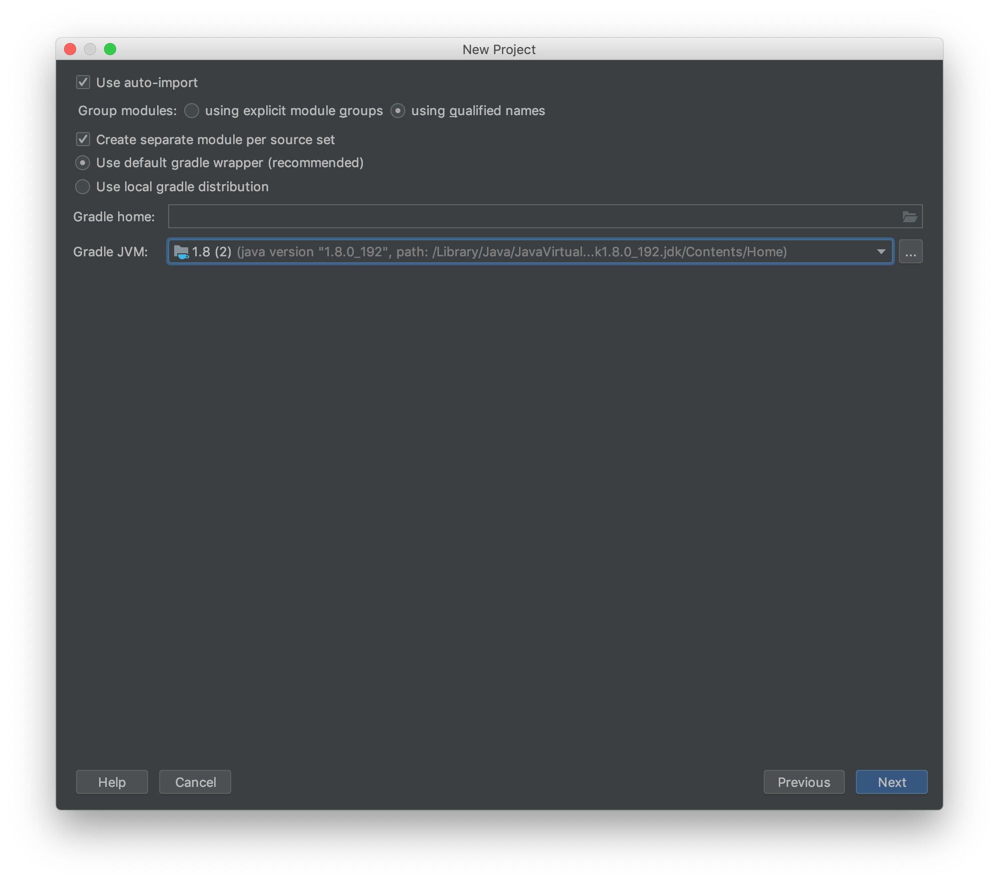 New Project
Use auto-import
Group modules: using explicit module groups using qualified names
Create separate module per source set
Use default gradle wrapper (recommended)
Use local gradle distribution
Gradle home:
Gradle JVM: 1.8 (2) (java version "1.8.0_192", path: /Library/Java/JavaVirtual...k1.8.0_192.jdk/Contents/Home) ...
Help Cancel Previous Next